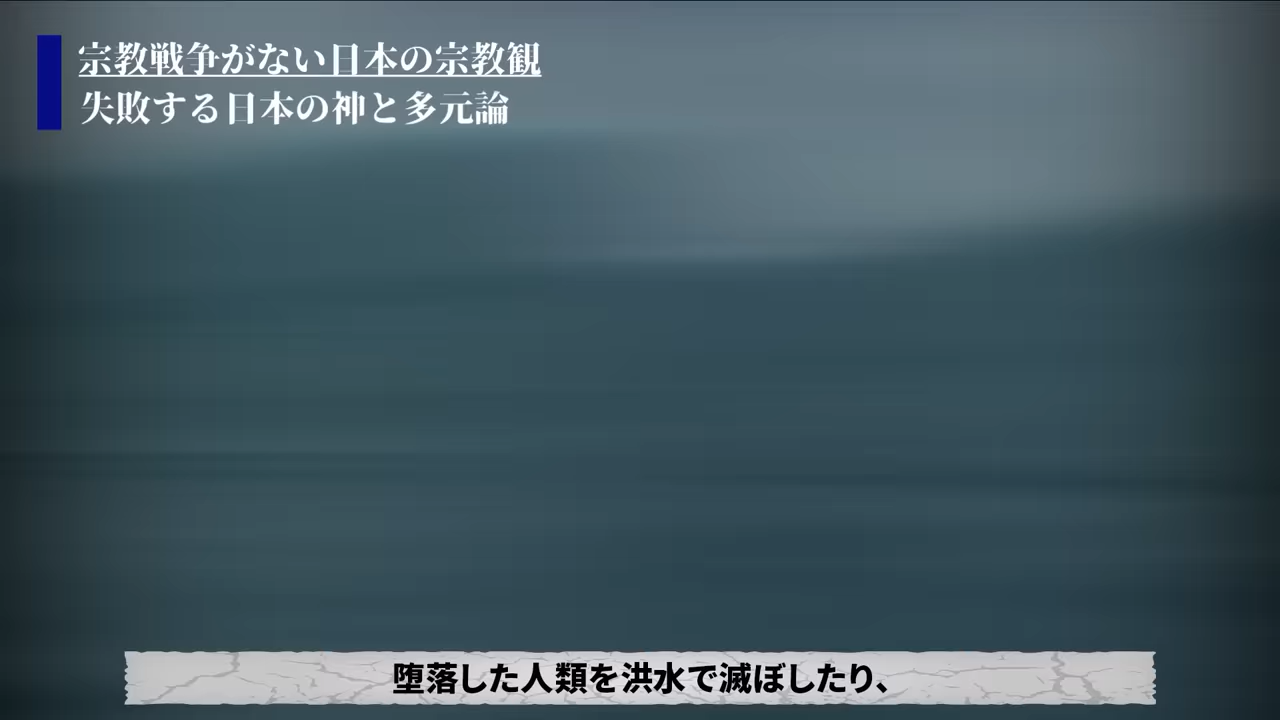 宗教戦争がない日本の宗教観
失敗する日本の神と多元論
堕落した人類を洪水で滅ぼしたり、